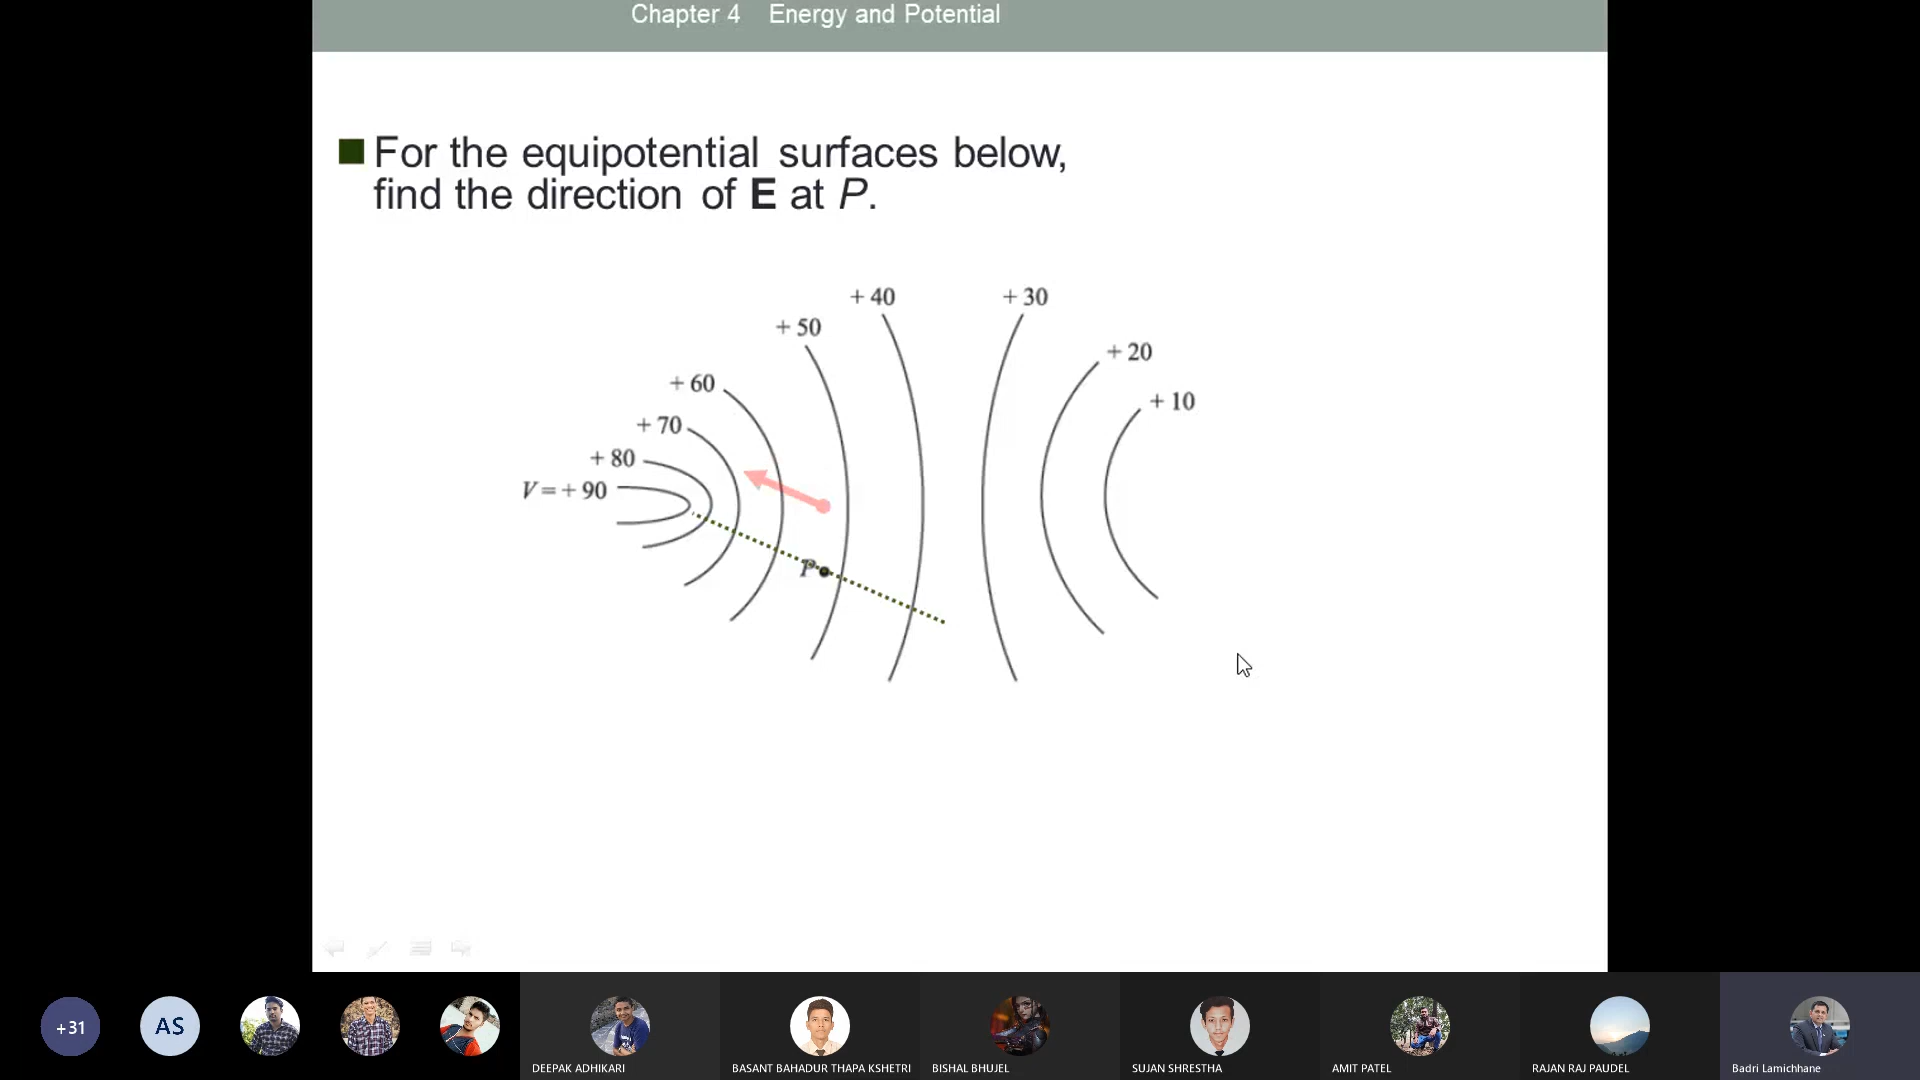 Chapter 4 Energy and Potential
For the equipotential surfaces below,
find the direction of E at P.
+ 40
+ 30
+ 50
+ 20
+ 60
+ 10
+ 70
+ 80
V = + 90
P
+31
AS
DEEPAK ADHIKARI
BASANT BAHADUR THAPA KSHETRI
BISHAL BHUJEL
SUJAN SHRESTHA
AMIT PATEL
RAJAN RAJ PAUDEL
Badri Lamichhane